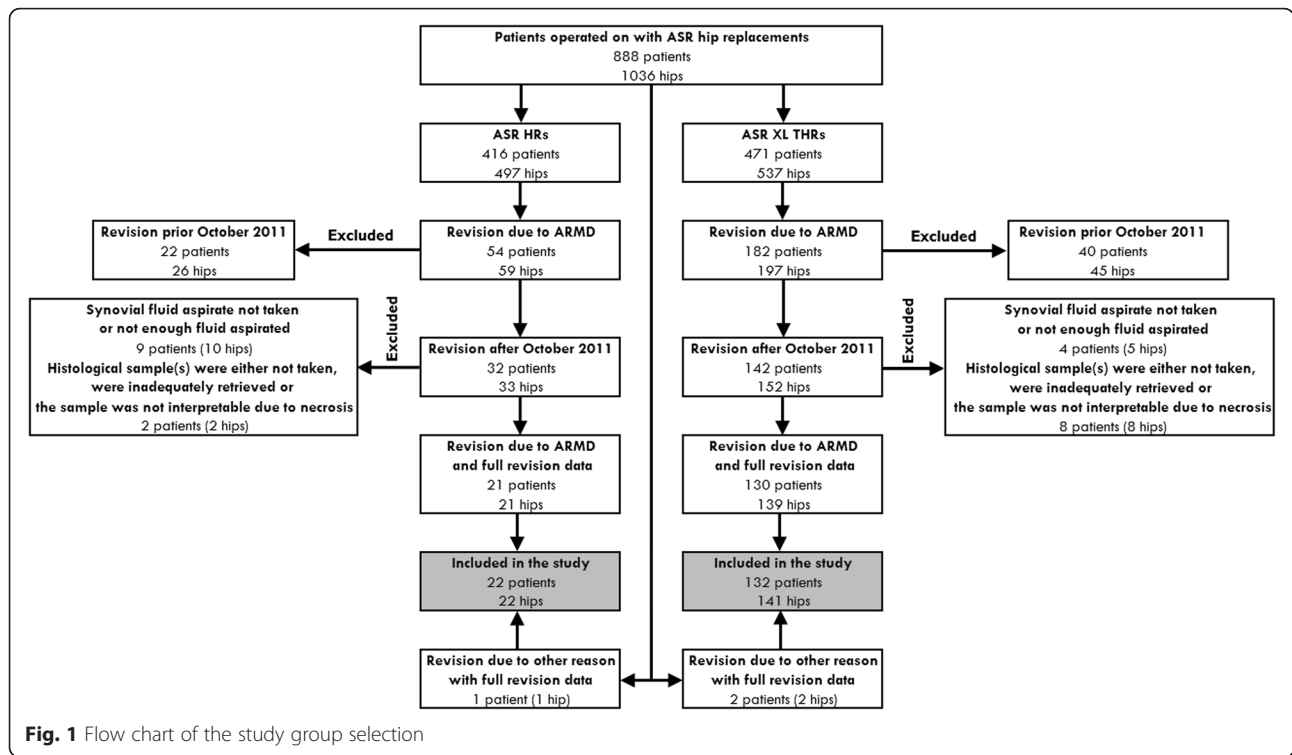 Patients operated on with ASR hip replacements
888 patients
1036 hips
ASR HRs
416 patients
497 hips
ASR XL THRs
471 patients
537 hips
Revision prior October 2011
22 patients
26 hips
Excluded
Revision due to ARMD
54 patients
59 hips
Revision due to ARMD
182 patients
197 hips
Excluded
Revision prior October 2011
40 patients
45 hips
Synovial fluid aspirate not taken
or not enough fluid aspirated
9 patients (10 hips)
Histological sample(s) were either not taken,
were inadequately retrieved or
the sample was not interpretable due to necrosis
2 patients (2 hips)
Excluded
Revision after October 2011
32 patients
33 hips
Revision after October 2011
142 patients
152 hips
Excluded
Synovial fluid aspirate not taken
or not enough fluid aspirated
4 patients (5 hips)
Histological sample(s) were either not taken,
were inadequately retrieved or
the sample was not interpretable due to necrosis
8 patients (8 hips)
Revision due to ARMD
and full revision data
21 patients
21 hips
Revision due to ARMD
and full revision data
130 patients
139 hips
Included in the study
22 patients
22 hips
Included in the study
132 patients
141 hips
Revision due to other reason
with full revision data
1 patient (1 hip)
Revision due to other reason
with full revision data
2 patients (2 hips)
Fig. 1 Flow chart of the study group selection